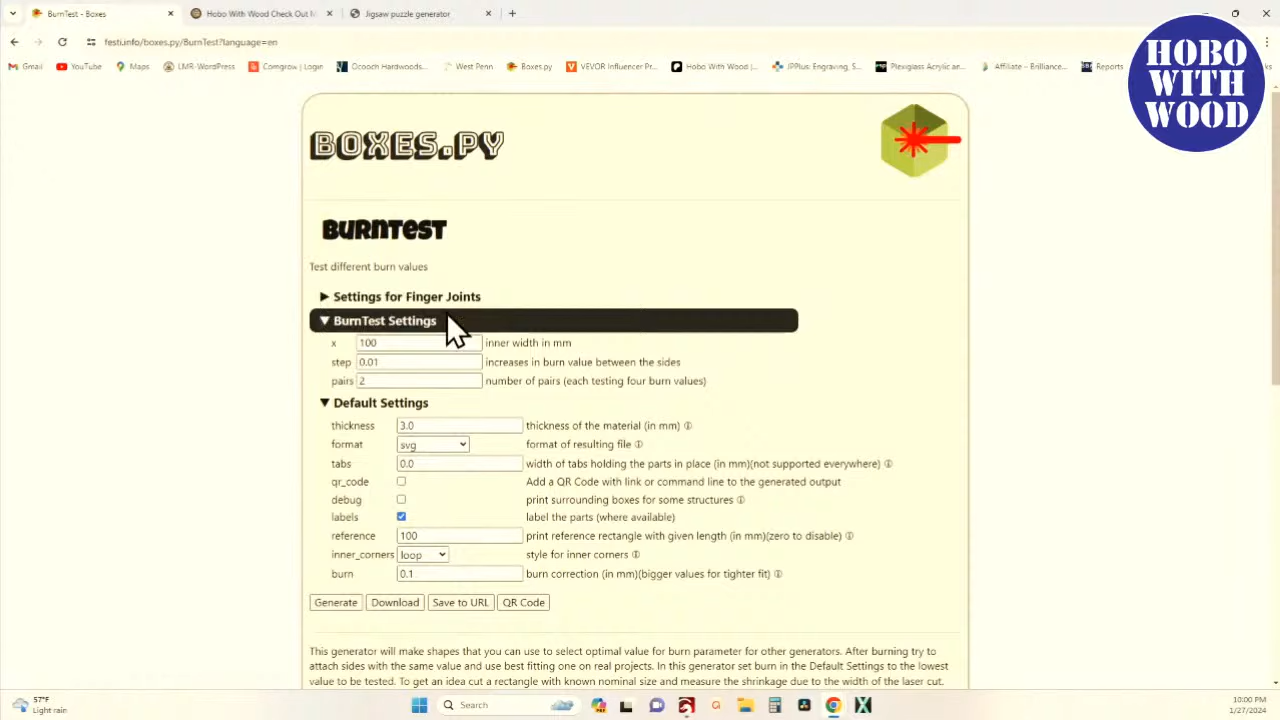 BurnTest - Boxes
Hobo With Wood Check Out M
Jigsaw puzzle generator
festi.info/boxes.py/BurnTest?language=en
Gmail
YouTube
Maps
LMR-WordPress
Comgrow | Login
Ocooch Hardwoods...
West Penn
Boxes.py
VEVOR Influencer Pr...
Hobo With Wood |...
JPPlus: Engraving, S...
Plexiglass Acrylic an...
Affiliate - Brilliance...
Reports
HOBO
WITH
WOOD
BOXES.PY
BURNTEST
Test different burn values
Settings for Finger Joints
BurnTest Settings
x 100 inner width in mm
step 0.01 increases in burn value between the sides
pairs 2 number of pairs (each testing four burn values)
Default Settings
thickness 3.0 thickness of the material (in mm)
format svg format of resulting file
tabs 0.0 width of tabs holding the parts in place (in mm)(not supported everywhere)
qr_code Add a QR Code with link or command line to the generated output
debug print surrounding boxes for some structures
labels label the parts (where available)
reference 100 print reference rectangle with given length (in mm)(zero to disable)
inner_corners loop style for inner corners
burn 0.1 burn correction (in mm)(bigger values for tighter fit)
Generate Download Save to URL QR Code
This generator will make shapes that you can use to select optimal value for burn parameter for other generators. After burning try to
attach sides with the same value and use best fitting one on real projects. In this generator set burn in the Default Settings to the lowest
value to be tested. To get an idea cut a rectangle with known nominal size and measure the shrinkage due to the width of the laser cut.
57°F
Light rain
Search
10:00 PM
1/27/2024